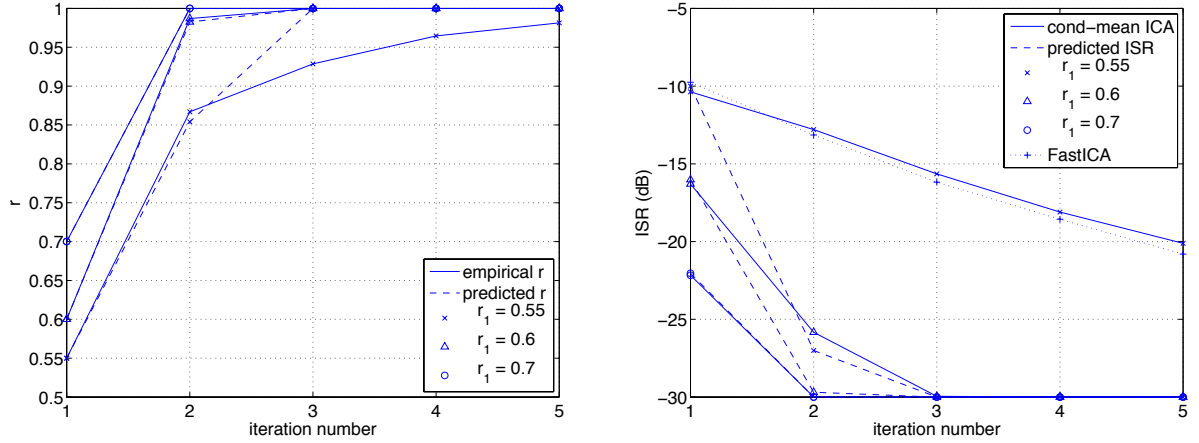 1
0.95
0.9
0.85
0.8
0.75
0.7
0.65
0.6
0.55
0.5
r
1 2 3 4 5
iteration number
empirical r
predicted r
r1 = 0.55
r1 = 0.6
r1 = 0.7
−5
−10
−15
−20
−25
−30
ISR (dB)
1 2 3 4 5
iteration number
cond−mean ICA
predicted ISR
r1 = 0.55
r1 = 0.6
r1 = 0.7
FastICA